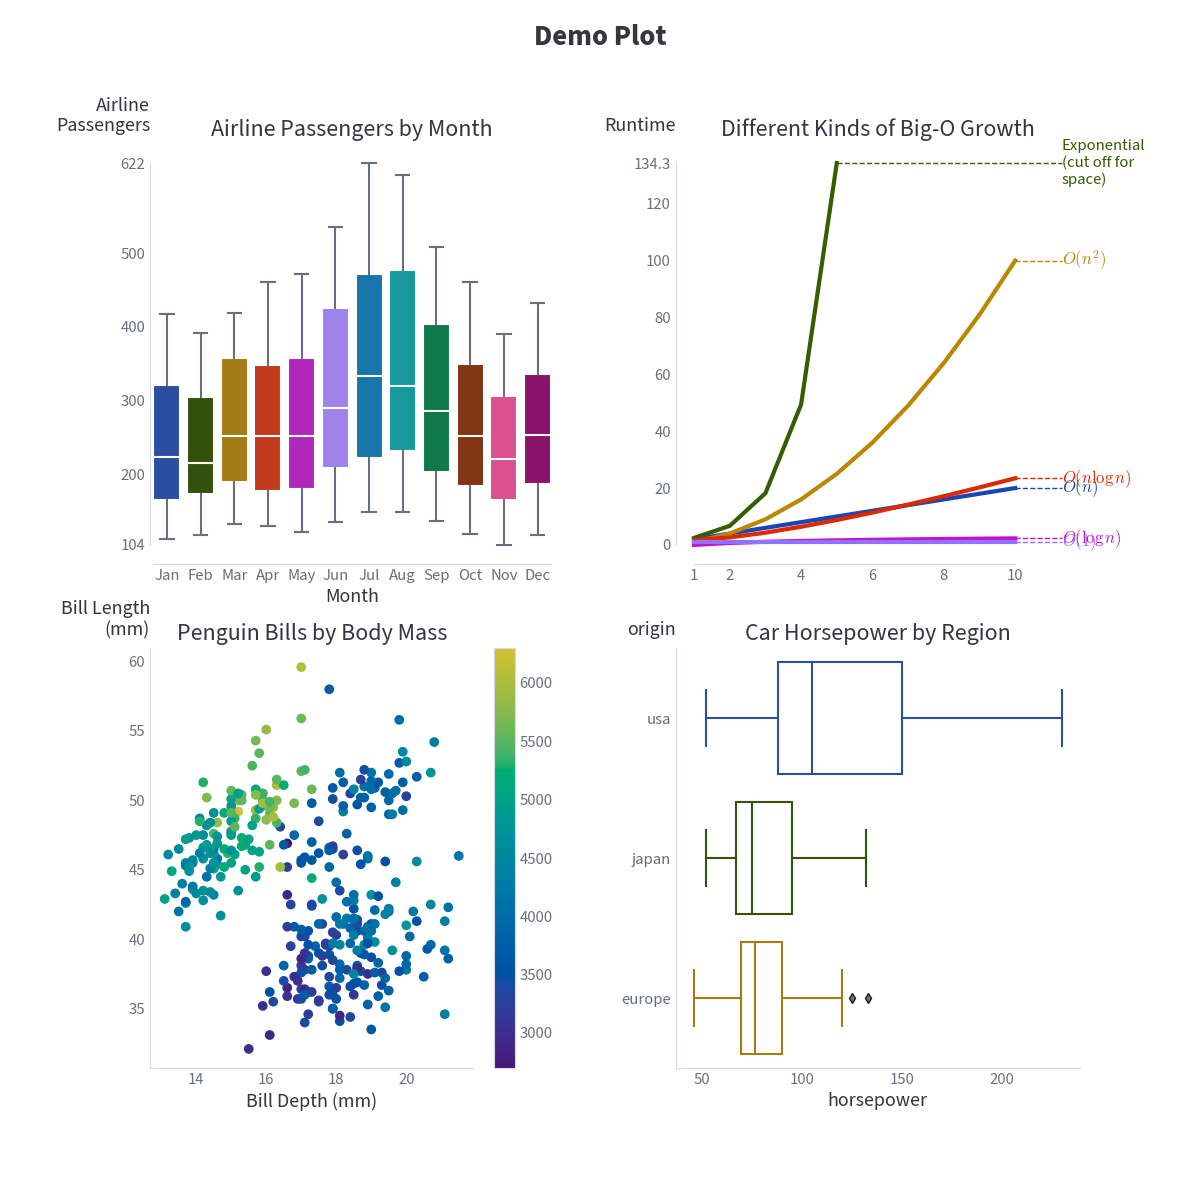 Demo Plot
Airline
Passengers
Airline Passengers by Month
622
500
400
300
200
104
Jan Feb Mar Apr May Jun Jul Aug Sep Oct Nov Dec
Month
Runtime
Different Kinds of Big-O Growth
134.3
120
100
80
60
40
20
0
1 2 4 6 8 10
Exponential
(cut off for
space)
O(n²)
O(n log n)
O(n)
O(log n)
O(1)
Bill Length
(mm)
Penguin Bills by Body Mass
60
55
50
45
40
35
14 16 18 20
Bill Depth (mm)
6000
5500
5000
4500
4000
3500
3000
origin
Car Horsepower by Region
usa
japan
europe
50 100 150 200
horsepower